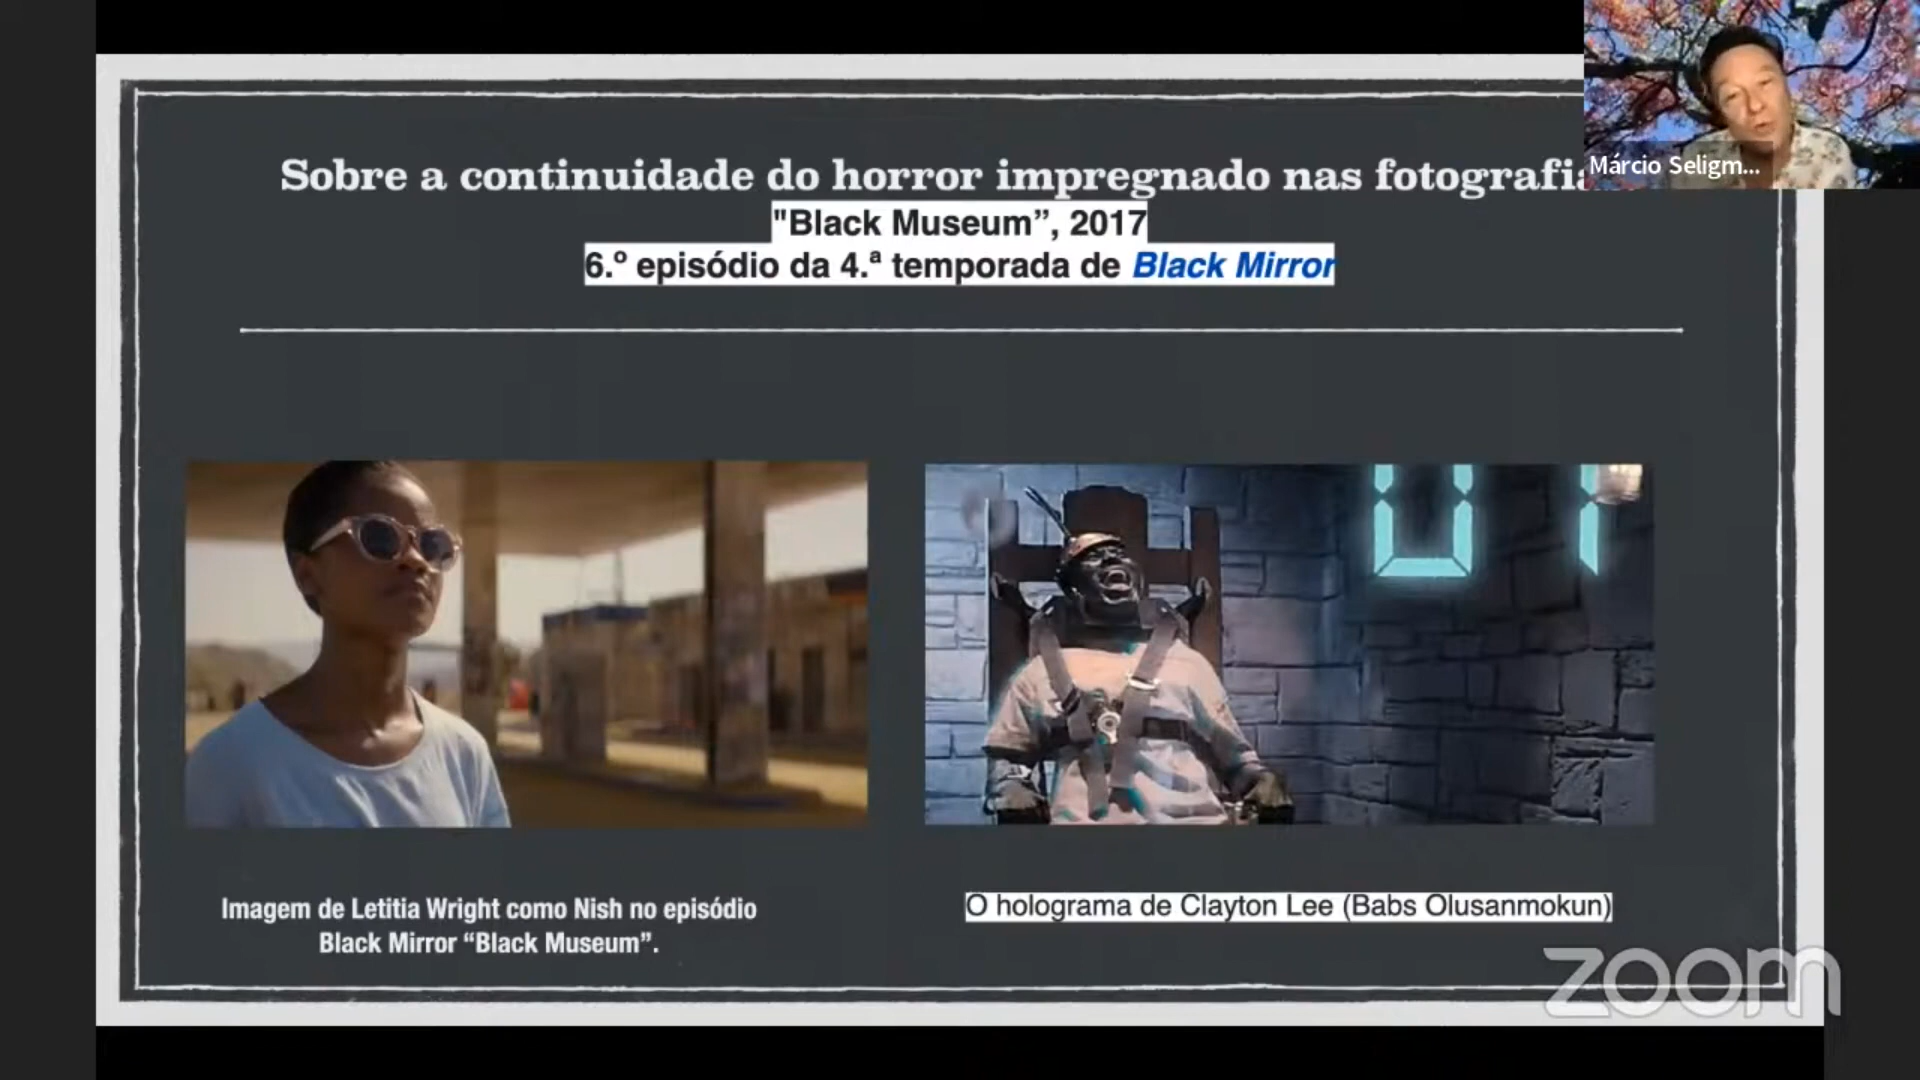 Sobre a continuidade do horror impregnado nas fotografia
"Black Museum”, 2017
6.º episódio da 4.ª temporada de Black Mirror
Márcio Seligm...
01
Imagem de Letitia Wright como Nish no episódio
Black Mirror “Black Museum”.
O holograma de Clayton Lee (Babs Olusanmokun)
zoom